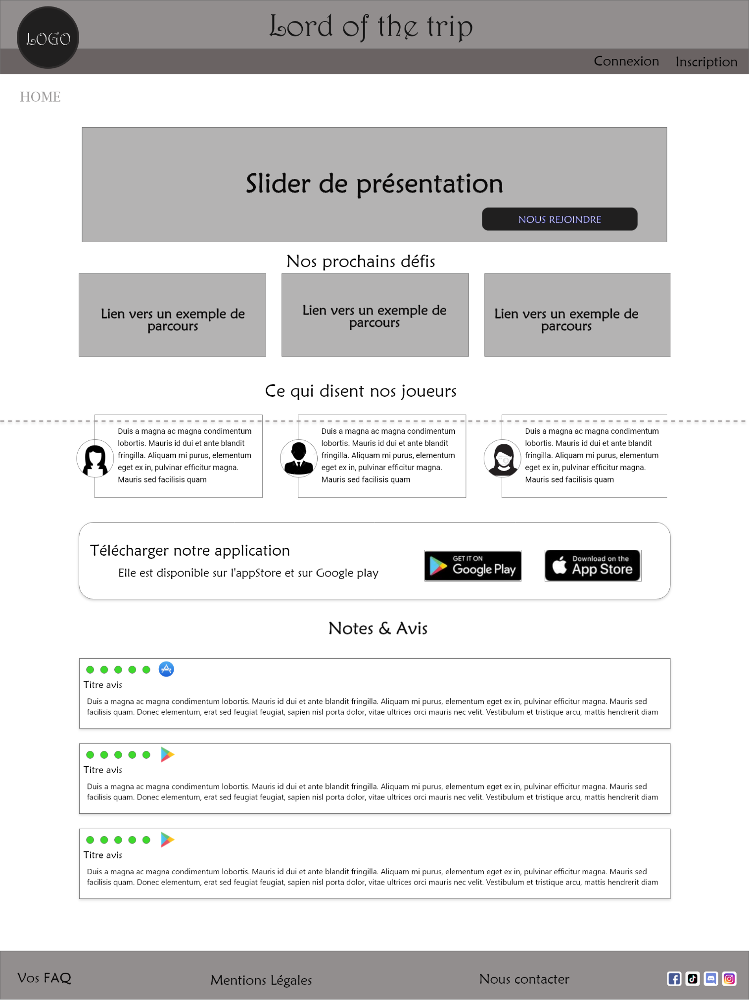 Lord of the trip
LOGO
Connexion
Inscription
HOME
Slider de présentation
NOUS REJOINDRE
Nos prochains défis
Lien vers un exemple de
parcours
Lien vers un exemple de
parcours
Lien vers un exemple de
parcours
Ce qui disent nos joueurs
Duis a magna ac magna condimentum
lobortis. Mauris id dui et ante blandit
fringilla. Aliquam mi purus, elementum
eget ex in, pulvinar efficitur magna.
Mauris sed facilisis quam
Duis a magna ac magna condimentum
lobortis. Mauris id dui et ante blandit
fringilla. Aliquam mi purus, elementum
eget ex in, pulvinar efficitur magna.
Mauris sed facilisis quam
Duis a magna ac magna condimentum
lobortis. Mauris id dui et ante blandit
fringilla. Aliquam mi purus, elementum
eget ex in, pulvinar efficitur magna.
Mauris sed facilisis quam
Télécharger notre application
Elle est disponible sur l'appStore et sur Google play
GET IT ON
Google Play
Download on the
App Store
Notes & Avis
Titre avis
Duis a magna ac magna condimentum lobortis. Mauris id dui et ante blandit fringilla. Aliquam mi purus, elementum eget ex in, pulvinar efficitur magna. Mauris sed
facilisis quam. Donec elementum, erat sed feugiat feugiat, sapien nisl porta dolor, vitae ultrices orci mauris nec velit. Vestibulum et tristique arcu, mattis hendrerit diam
Titre avis
Duis a magna ac magna condimentum lobortis. Mauris id dui et ante blandit fringilla. Aliquam mi purus, elementum eget ex in, pulvinar efficitur magna. Mauris sed
facilisis quam. Donec elementum, erat sed feugiat feugiat, sapien nisl porta dolor, vitae ultrices orci mauris nec velit. Vestibulum et tristique arcu, mattis hendrerit diam
Titre avis
Duis a magna ac magna condimentum lobortis. Mauris id dui et ante blandit fringilla. Aliquam mi purus, elementum eget ex in, pulvinar efficitur magna. Mauris sed
facilisis quam. Donec elementum, erat sed feugiat feugiat, sapien nisl porta dolor, vitae ultrices orci mauris nec velit. Vestibulum et tristique arcu, mattis hendrerit diam
Vos FAQ
Mentions Légales
Nous contacter